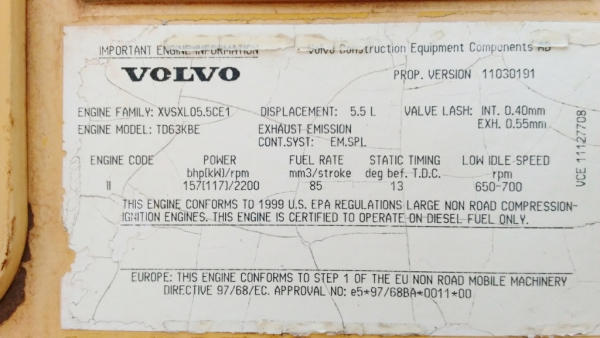 IMPORTANT ENGINE INFORMATION
Volvo Construction Equipment Components AB
VOLVO
PROP. VERSION 11030191
ENGINE FAMILY: XVSXL05.5CE1 DISPLACEMENT: 5.5 L VALVE LASH: INT. 0.40mm
ENGINE MODEL: TD63KBE EXHAUST EMISSION EXH. 0.55mm
CONT.SYST: EM.SPL
ENGINE CODE POWER FUEL RATE STATIC TIMING LOW IDLE SPEED
bhp(kW)/rpm mm3/stroke deg bef. T.D.C. rpm
II 157(117)/2200 85 13 650-700
THIS ENGINE CONFORMS TO 1999 U.S. EPA REGULATIONS LARGE NON ROAD COMPRESSION-
IGNITION ENGINES. THIS ENGINE IS CERTIFIED TO OPERATE ON DIESEL FUEL ONLY.
EUROPE: THIS ENGINE CONFORMS TO STEP 1 OF THE EU NON ROAD MOBILE MACHINERY
DIRECTIVE 97/68/EC. APPROVAL NO: e5*97/68BA*0011*00
VCE 11127708